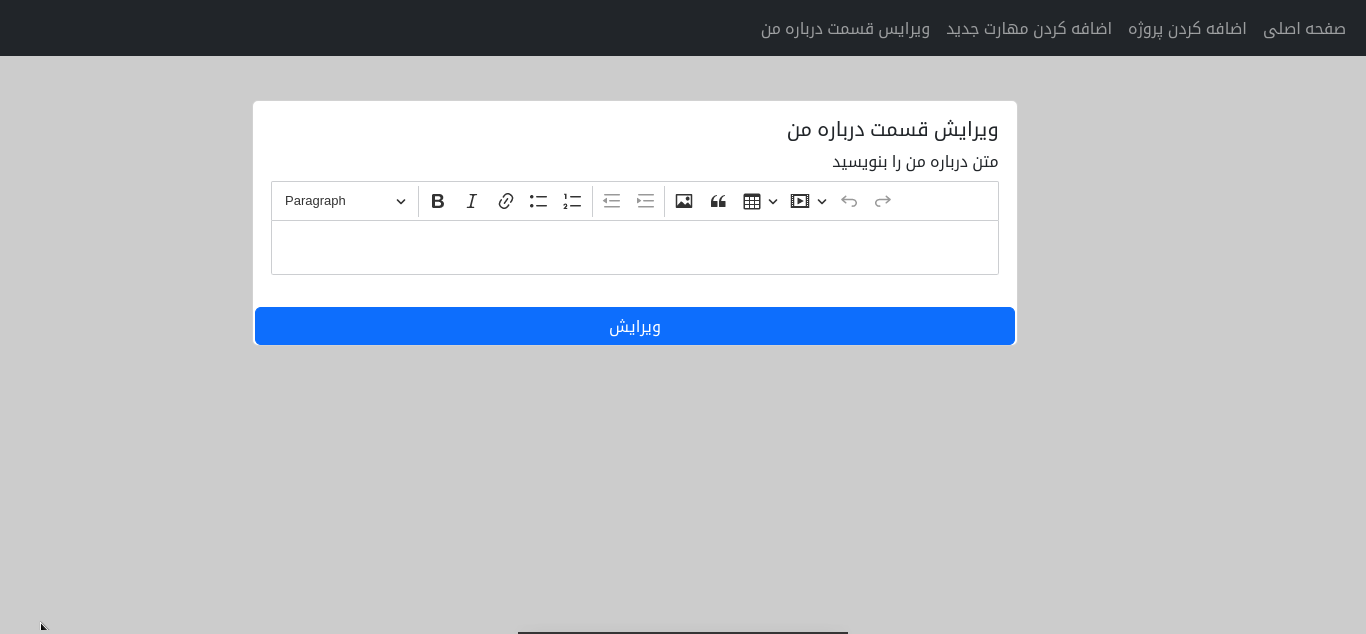 صفحه اصلی اضافه کردن پروژه اضافه کردن مهارت جدید ویرایس قسمت درباره من
ویرایش قسمت درباره من
متن درباره من را بنویسید
Paragraph
ویرایش